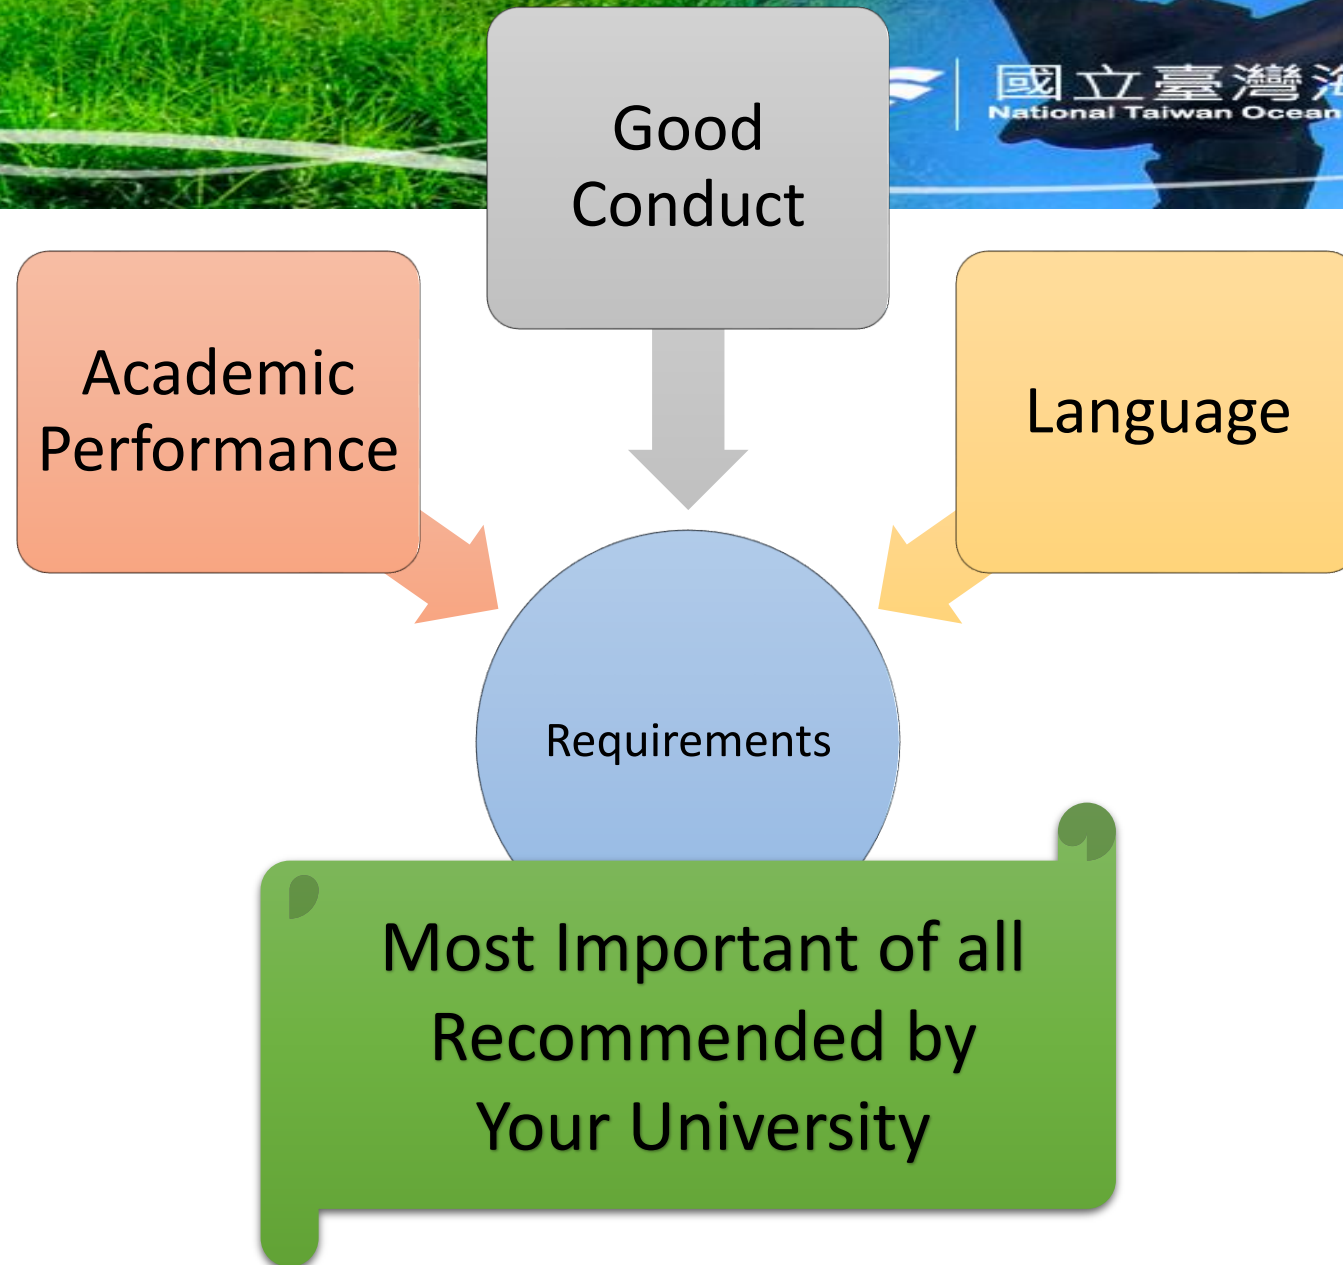 國立臺灣
National Taiwan Ocean
Good
Conduct
Academic
Performance
Language
Requirements
Most Important of all
Recommended by
Your University